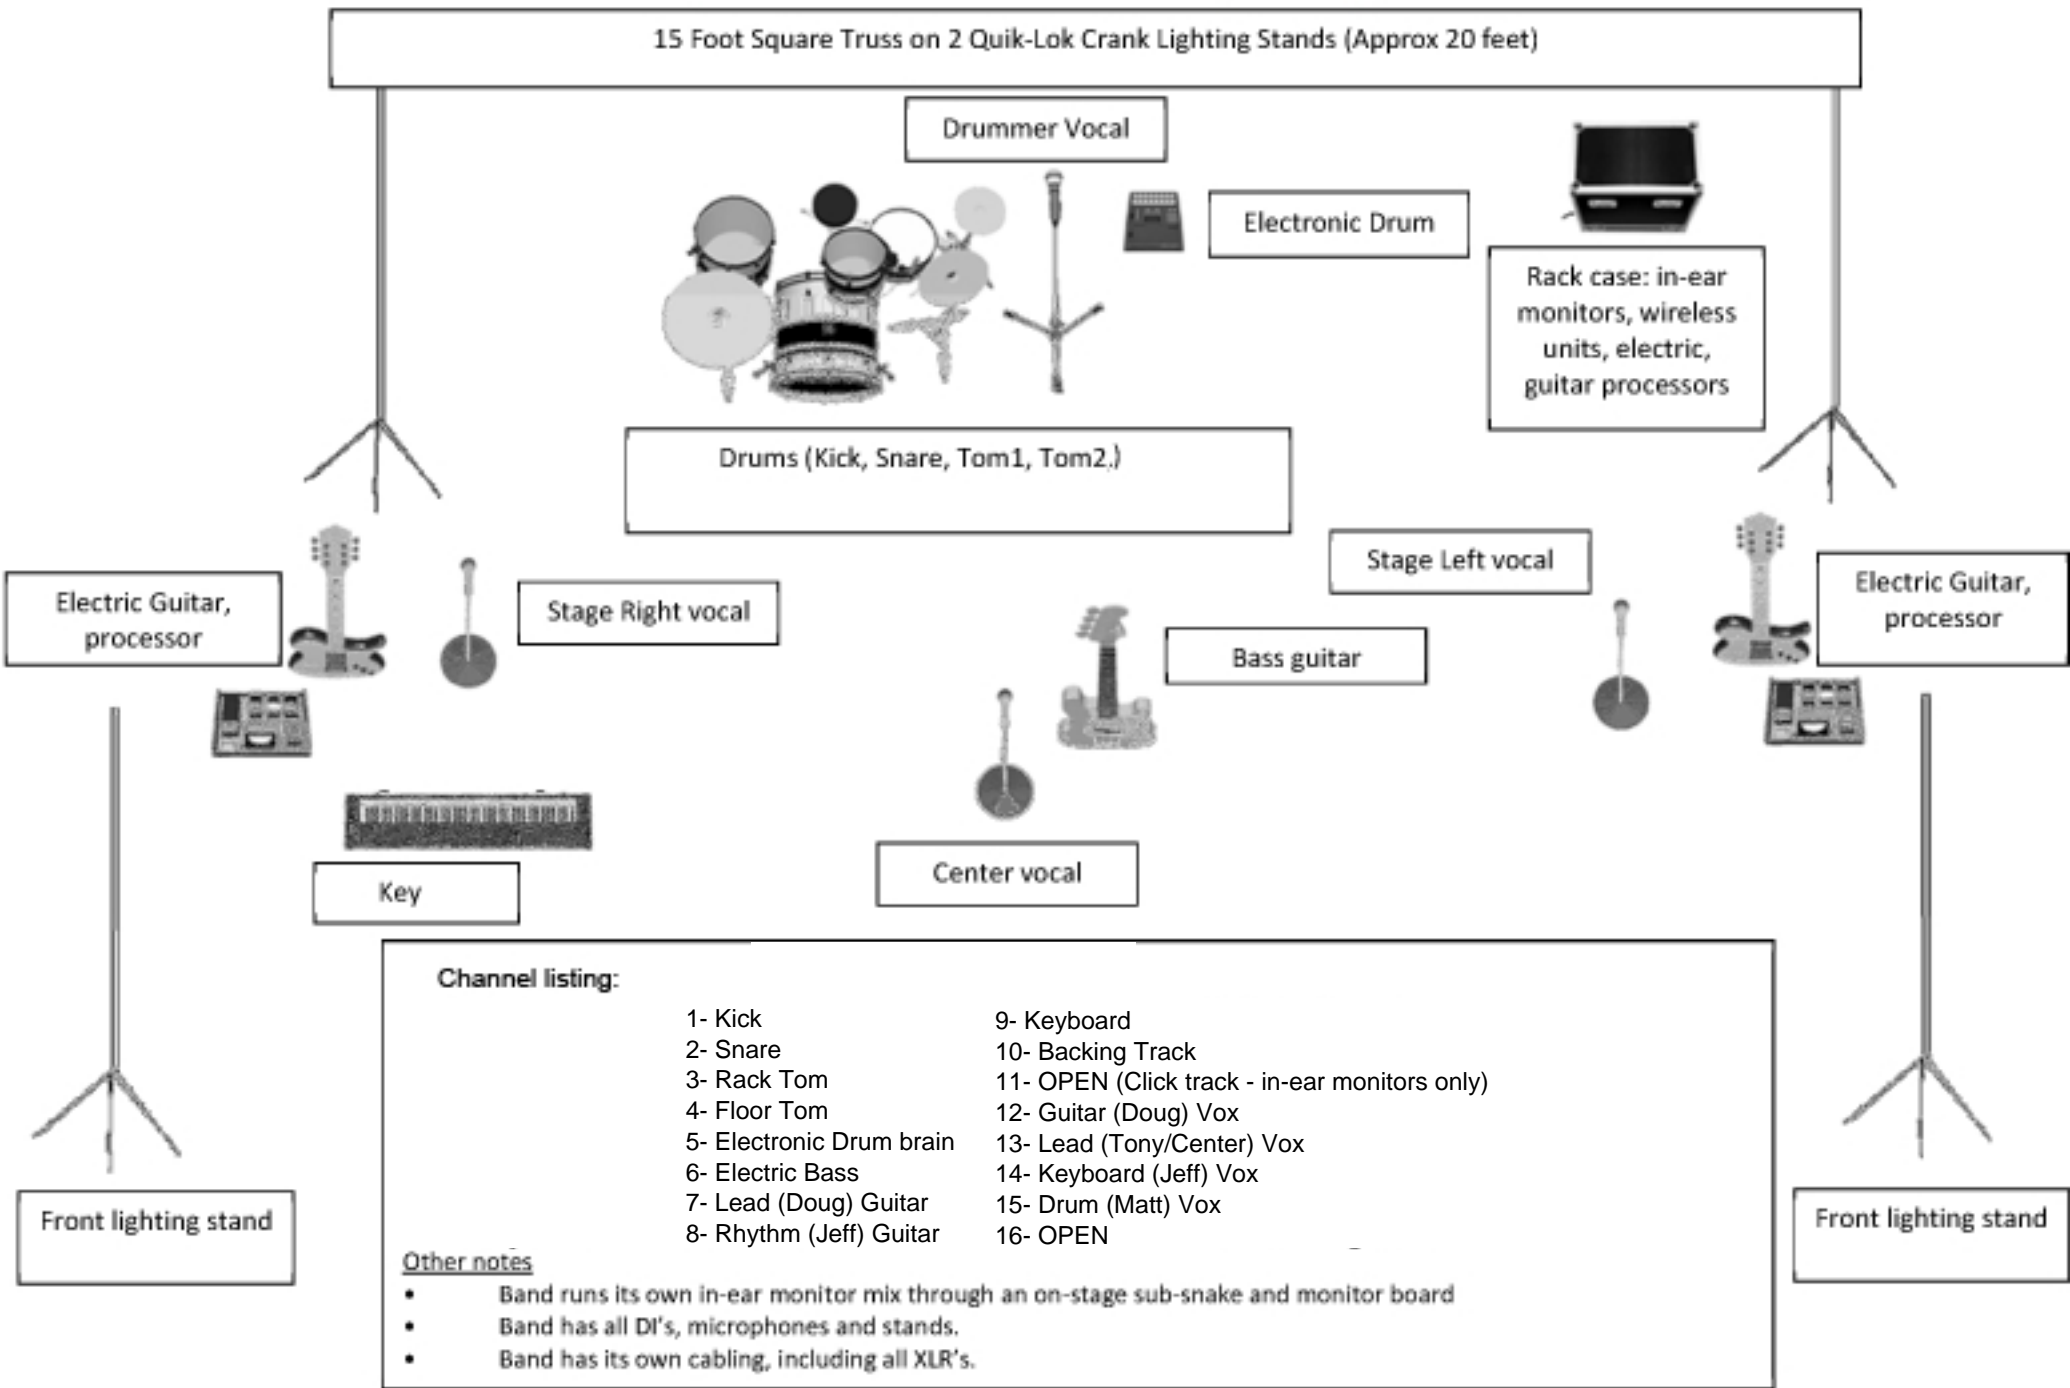 15 Foot Square Truss on 2 Quik-Lok Crank Lighting Stands (Approx 20 feet)
Drummer Vocal
Electronic Drum
Rack case: in-ear
monitors, wireless
units, electric,
guitar processors
Drums (Kick, Snare, Tom1, Tom2,)
Stage Left vocal
Electric Guitar,
processor
Stage Right vocal
Electric Guitar,
processor
Bass guitar
Center vocal
Key
Channel listing:
1- Kick
2- Snare
3- Rack Tom
4- Floor Tom
5- Electronic Drum brain
6- Electric Bass
7- Lead (Doug) Guitar
8- Rhythm (Jeff) Guitar
9- Keyboard
10- Backing Track
11- OPEN (Click track - in-ear monitors only)
12- Guitar (Doug) Vox
13- Lead (Tony/Center) Vox
14- Keyboard (Jeff) Vox
15- Drum (Matt) Vox
16- OPEN
Front lighting stand
Front lighting stand
Other notes
• Band runs its own in-ear monitor mix through an on-stage sub-snake and monitor board
• Band has all DI's, microphones and stands.
• Band has its own cabling, including all XLR's.